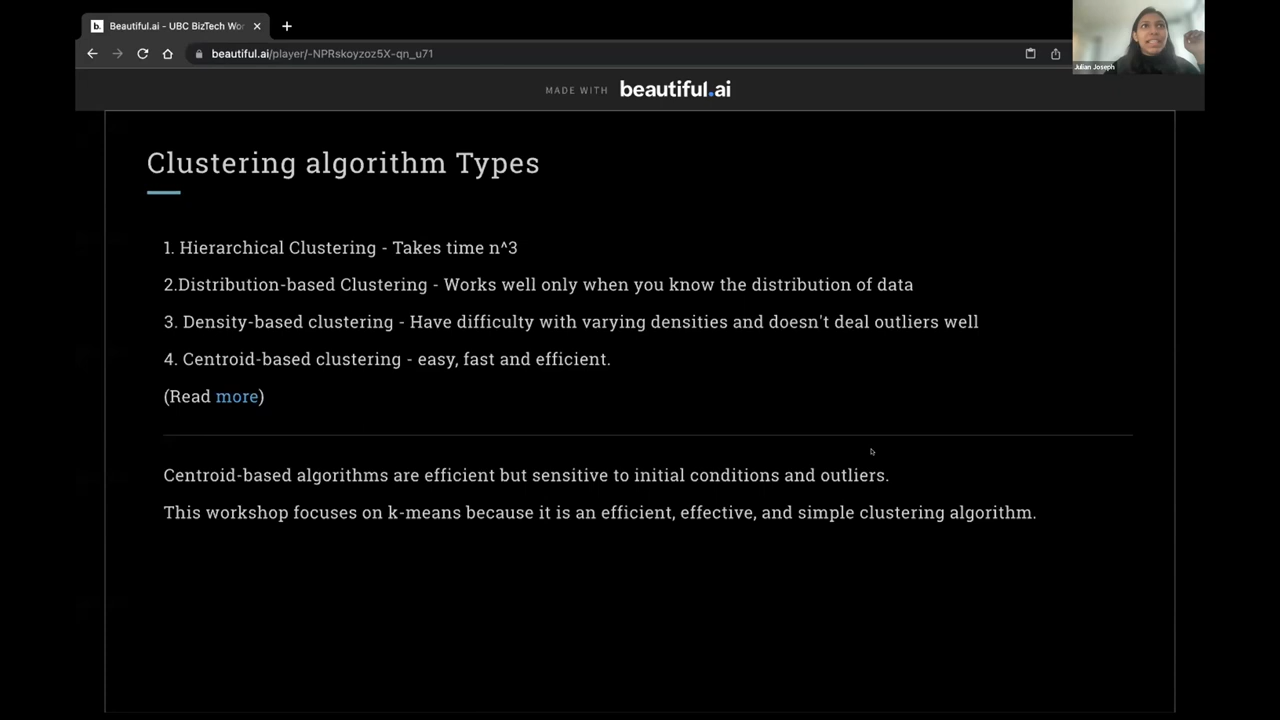 b. Beautiful.ai - UBC BizTech Wor
beautiful.ai/player/-NPRskoyzoz5X-qn_u71
Julian Joseph
MADE WITH beautiful.ai
Clustering algorithm Types
1. Hierarchical Clustering - Takes time n^3
2.Distribution-based Clustering - Works well only when you know the distribution of data
3. Density-based clustering - Have difficulty with varying densities and doesn't deal outliers well
4. Centroid-based clustering - easy, fast and efficient.
(Read more)
Centroid-based algorithms are efficient but sensitive to initial conditions and outliers.
This workshop focuses on k-means because it is an efficient, effective, and simple clustering algorithm.